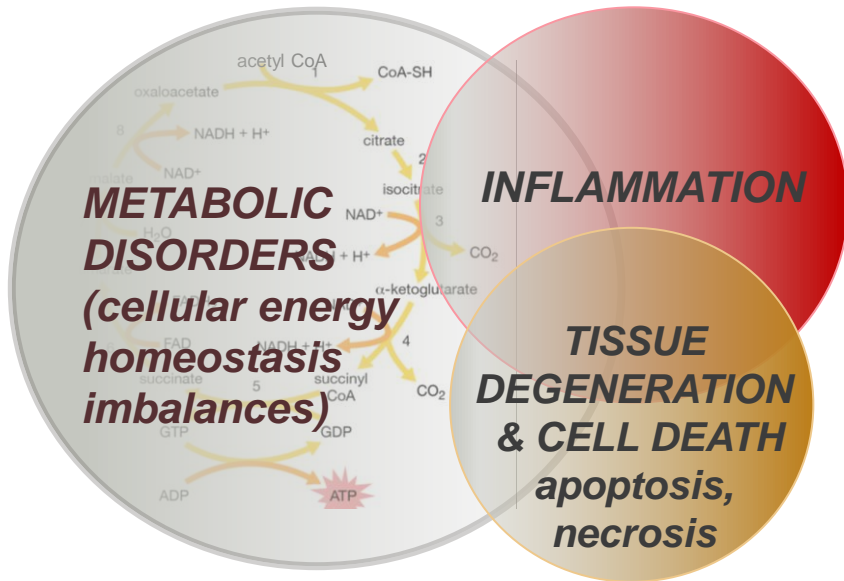 acetyl CoA
1
CoA-SH
oxaloacetate
8
NADH + H⁺
citrate
2
NAD⁺
isocitrate
INFLAMMATION
METABOLIC
DISORDERS
(cellular energy
homeostasis
imbalances)
NAD⁺
3
H₂O
NADH + H⁺
CO₂
α-ketoglutarate
FAD
NADH + H⁺
4
succinate
5
succinyl
CoA
CO₂
GTP
GDP
ADP
ATP
TISSUE
DEGENERATION
& CELL DEATH
apoptosis,
necrosis